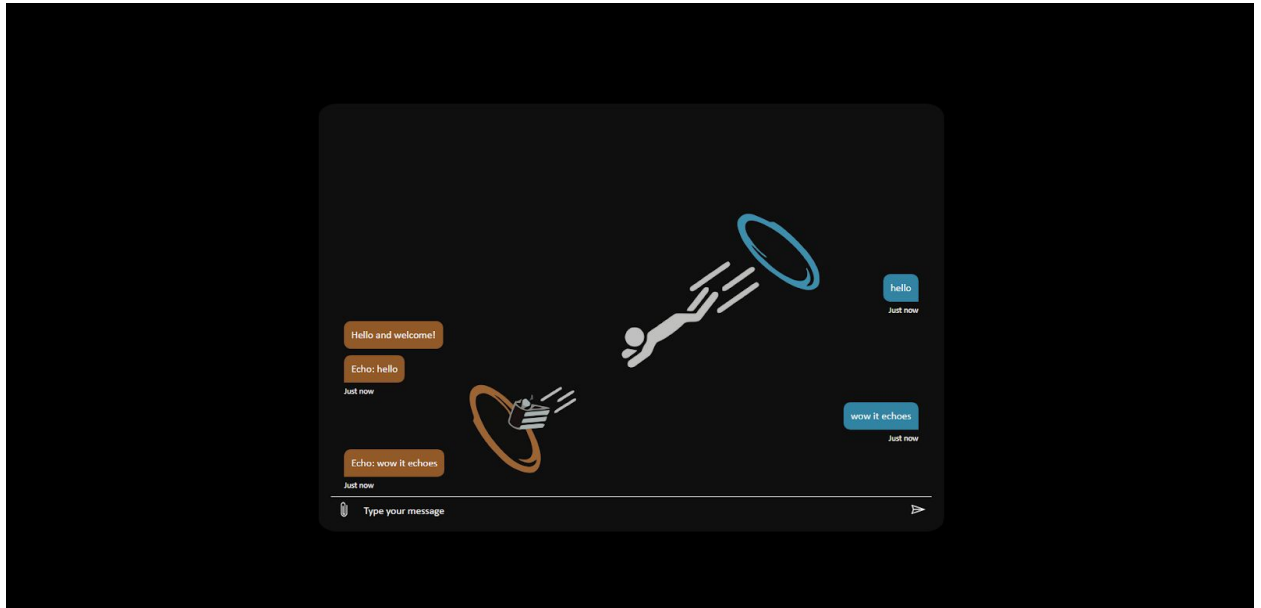 hello
Just now
Hello and welcome!
Echo: hello
Just now
wow it echoes
Just now
Echo: wow it echoes
Just now
Type your message